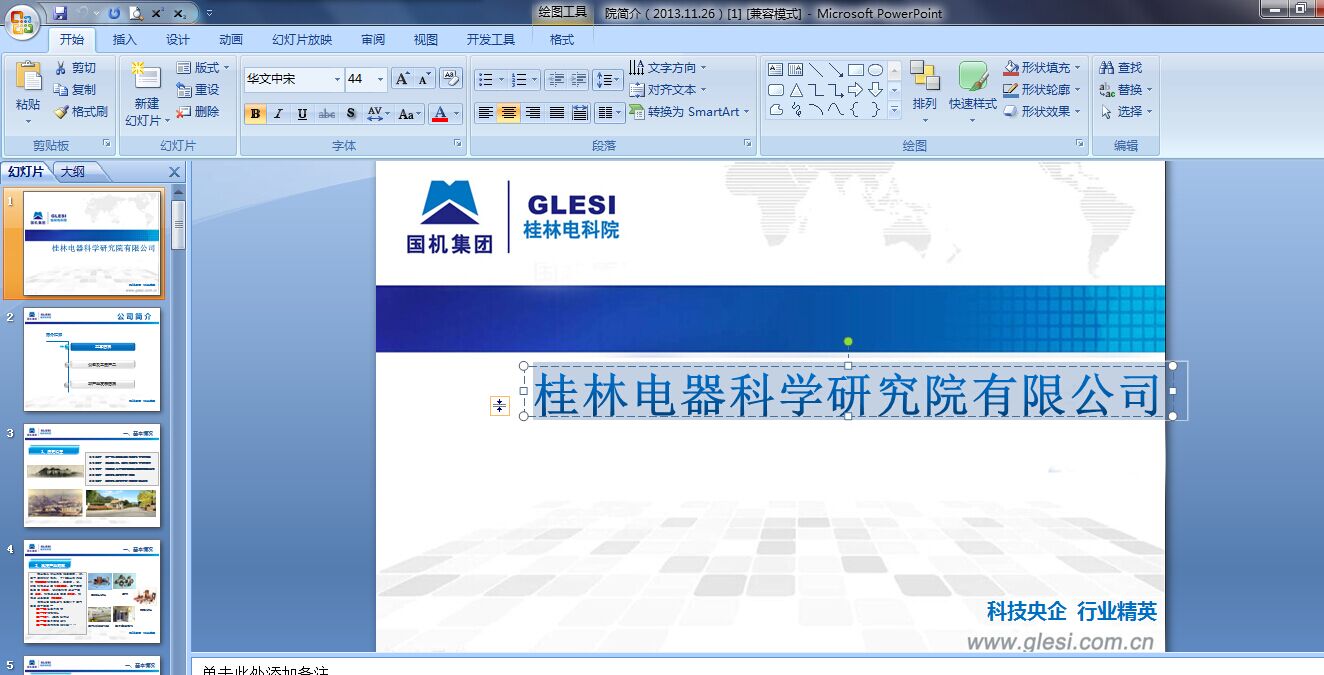 绘图工具
院简介（2013.11.26）[1] [兼容模式] - Microsoft PowerPoint
开始 插入 设计 动画 幻灯片放映 审阅 视图 开发工具 格式
粘贴
剪切
复制
格式刷
剪贴板
新建
幻灯片
版式
重设
删除
幻灯片
华文中宋 44
B I U abc S AV Aa A
字体
文字方向
对齐文本
转换为 SmartArt
段落
排列
快速样式
形状填充
形状轮廓
形状效果
绘图
查找
替换
选择
编辑
幻灯片 大纲
1
GLESI
桂林电器科学研究院有限公司
2
公司简介
3
一、基本情况
4
一、基本情况
5
一、基本情况
国机集团
GLESI
桂林电科院
桂林电器科学研究院有限公司
科技央企 行业精英
www.glesi.com.cn
单击此处添加备注